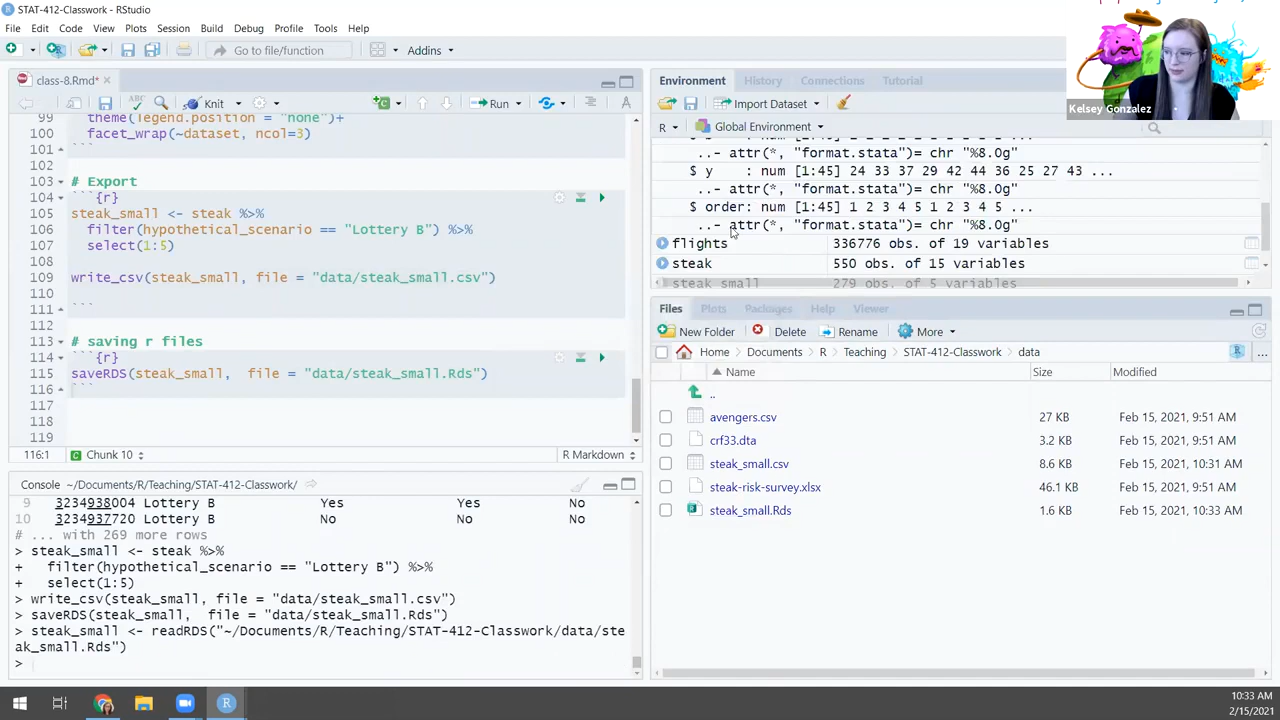 STAT-412-Classwork - RStudio
File Edit Code View Plots Session Build Debug Profile Tools Help
Go to file/function Addins
class-8.Rmd*
Knit Run
99 theme(legend.position = "none")+
100 facet_wrap(~dataset, ncol=3)
101 ```
102
103 # Export
104 ```{r}
105 steak_small <- steak %>%
106 filter(hypothetical_scenario == "Lottery B") %>%
107 select(1:5)
108
109 write_csv(steak_small, file = "data/steak_small.csv")
110
111 ```
112
113 # saving r files
114 ```{r}
115 saveRDS(steak_small, file = "data/steak_small.Rds")
116 ```
117
118
119
116:1 Chunk 10 R Markdown
Console ~/Documents/R/Teaching/STAT-412-Classwork/
9 3234938004 Lottery B Yes Yes No
10 3234937720 Lottery B No No No
# ... with 269 more rows
> steak_small <- steak %>%
+ filter(hypothetical_scenario == "Lottery B") %>%
+ select(1:5)
> write_csv(steak_small, file = "data/steak_small.csv")
> saveRDS(steak_small, file = "data/steak_small.Rds")
> steak_small <- readRDS("~/Documents/R/Teaching/STAT-412-Classwork/data/ste
ak_small.Rds")
>
Environment History Connections Tutorial
Import Dataset
R Global Environment
..- attr(*, "format.stata")= chr "%8.0g"
$ y : num [1:45] 24 33 37 29 42 44 36 25 27 43 ...
..- attr(*, "format.stata")= chr "%8.0g"
$ order: num [1:45] 1 2 3 4 5 1 2 3 4 5 ...
..- attr(*, "format.stata")= chr "%8.0g"
flights 336776 obs. of 19 variables
steak 550 obs. of 15 variables
steak_small 279 obs. of 5 variables
Files Plots Packages Help Viewer
New Folder Delete Rename More
Home Documents R Teaching STAT-412-Classwork data
Name Size Modified
..
avengers.csv 27 KB Feb 15, 2021, 9:51 AM
crf33.dta 3.2 KB Feb 15, 2021, 9:51 AM
steak_small.csv 8.6 KB Feb 15, 2021, 10:31 AM
steak-risk-survey.xlsx 46.1 KB Feb 15, 2021, 9:51 AM
steak_small.Rds 1.6 KB Feb 15, 2021, 10:33 AM
Kelsey Gonzalez
10:33 AM
2/15/2021